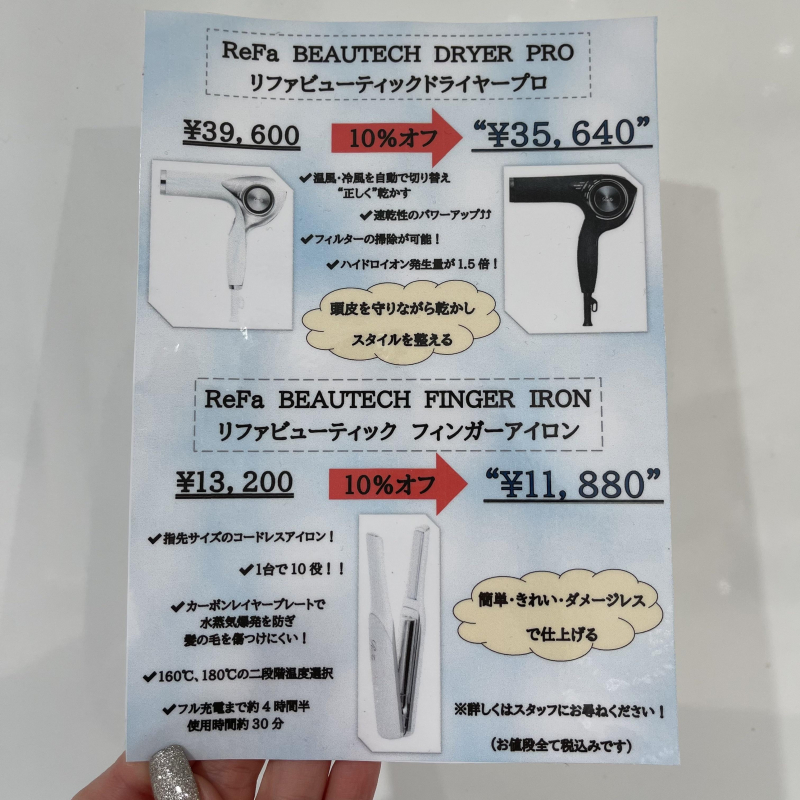 ReFa BEAUTECH DRYER PRO
リファビューティックドライヤープロ
¥39,600
10%オフ
“¥35,640”
✓温風・冷風を自動で切り替え
“正しく”乾かす
✓速乾性のパワーアップ⇈
✓フィルターの掃除が可能！
✓ハイドロイオン発生量が1.5倍！
頭皮を守りながら乾かし
スタイルを整える
ReFa BEAUTECH FINGER IRON
リファビューティック フィンガーアイロン
¥13,200
10%オフ
“¥11,880”
✓指先サイズのコードレスアイロン！
✓1台で10役！！
✓カーボンレイヤープレートで
水蒸気爆発を防ぎ
髪の毛を傷つけにくい！
✓160℃、180℃の二段階温度選択
✓フル充電まで約4時間半
使用時間約30分
簡単・きれい・ダメージレス
で仕上げる
※詳しくはスタッフにお尋ねください！
（お値段全て税込みです）